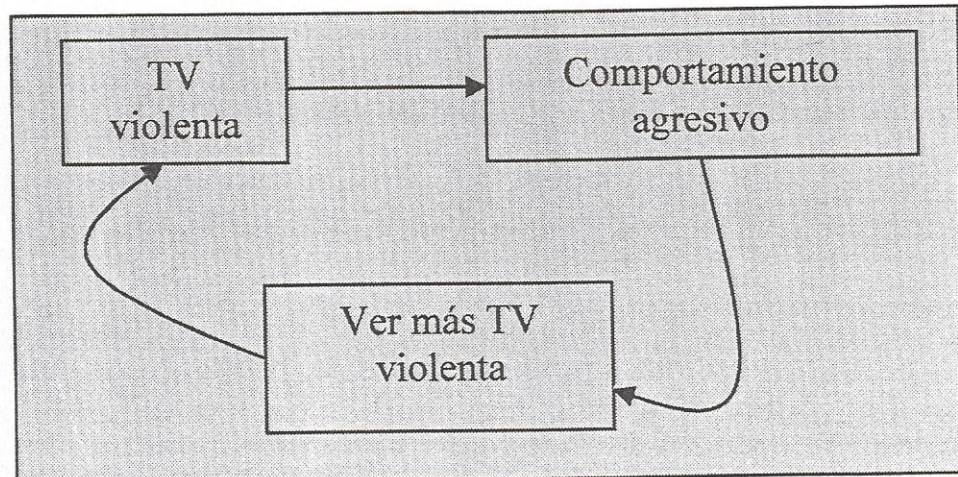 TV
violenta
Comportamiento
agresivo
Ver más TV
violenta